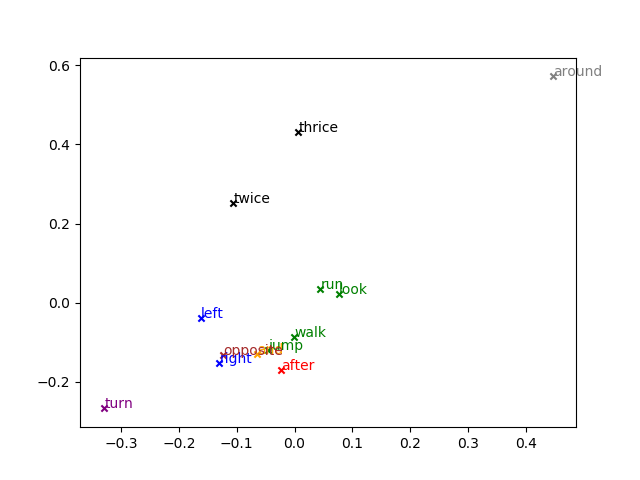 0.6
around
thrice
0.4
twice
0.2
run
look
0.0
left
walk
jump
opposite
right
after
−0.2
turn
−0.3
−0.2
−0.1
0.0
0.1
0.2
0.3
0.4